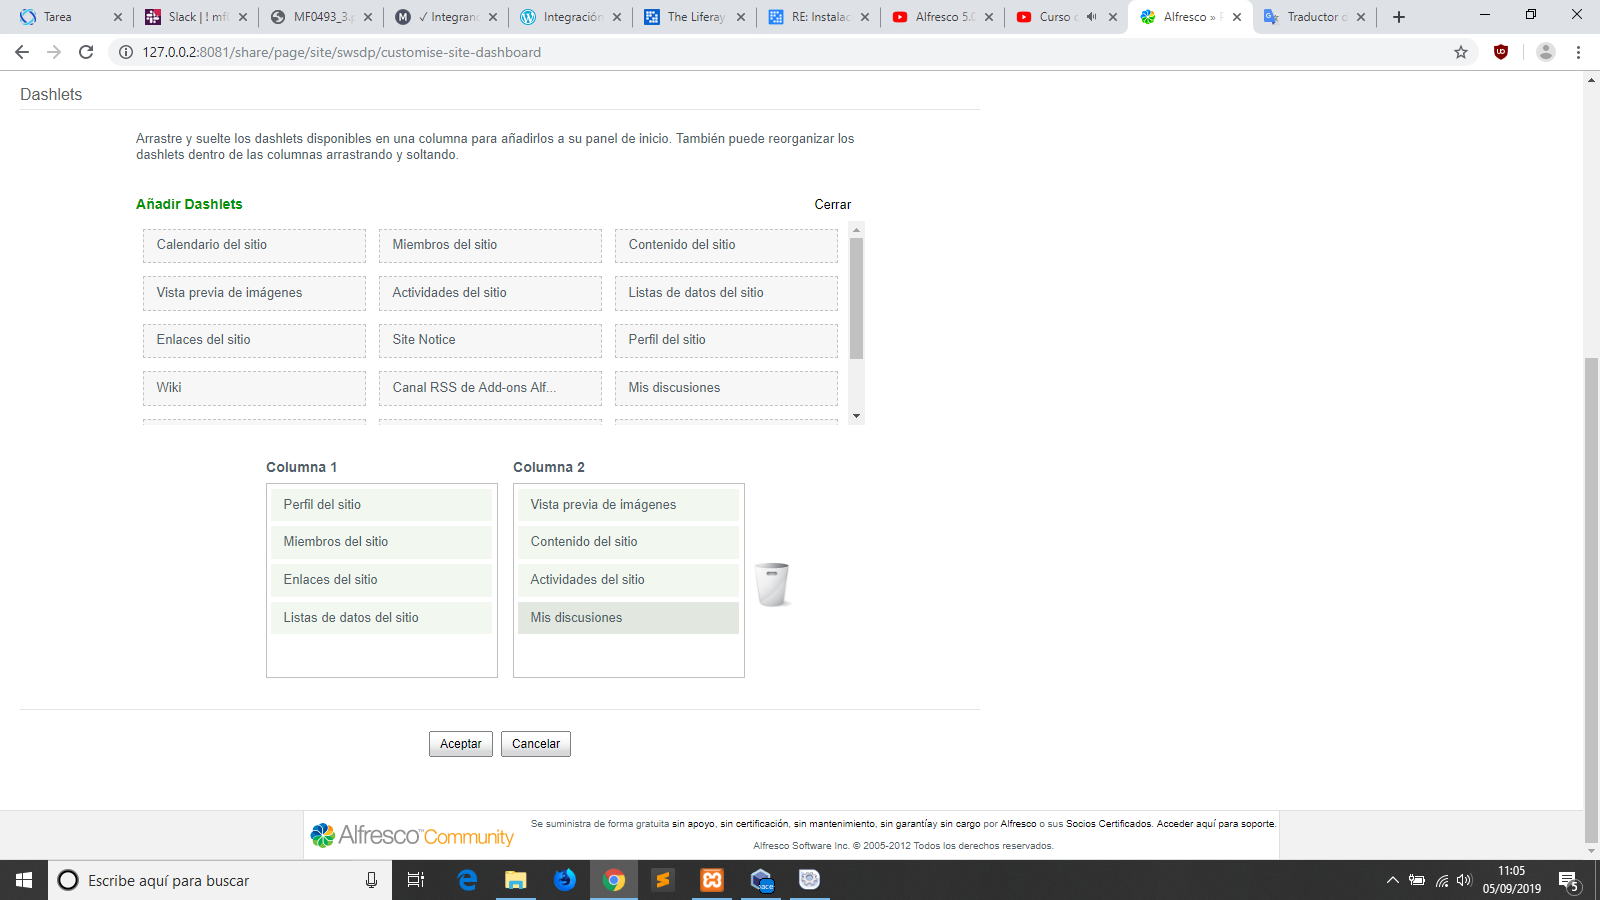 Tarea
Slack | ! mf0
MF0493_3.p
✓ Integranc
Integración
The Liferay
RE: Instalac
Alfresco 5.0
Curso d
Alfresco » P
Traductor d
127.0.0.2:8081/share/page/site/swsdp/customise-site-dashboard
Dashlets
Arrastre y suelte los dashlets disponibles en una columna para añadirlos a su panel de inicio. También puede reorganizar los
dashlets dentro de las columnas arrastrando y soltando.
Añadir Dashlets
Cerrar
Calendario del sitio
Miembros del sitio
Contenido del sitio
Vista previa de imágenes
Actividades del sitio
Listas de datos del sitio
Enlaces del sitio
Site Notice
Perfil del sitio
Wiki
Canal RSS de Add-ons Alf...
Mis discusiones
Columna 1
Columna 2
Perfil del sitio
Vista previa de imágenes
Miembros del sitio
Contenido del sitio
Enlaces del sitio
Actividades del sitio
Listas de datos del sitio
Mis discusiones
Aceptar
Cancelar
Alfresco™ Community
Se suministra de forma gratuita sin apoyo, sin certificación, sin mantenimiento, sin garantíay sin cargo por Alfresco o sus Socios Certificados. Acceder aquí para soporte.
Alfresco Software Inc. © 2005-2012 Todos los derechos reservados.
Escribe aquí para buscar
11:05
05/09/2019
5